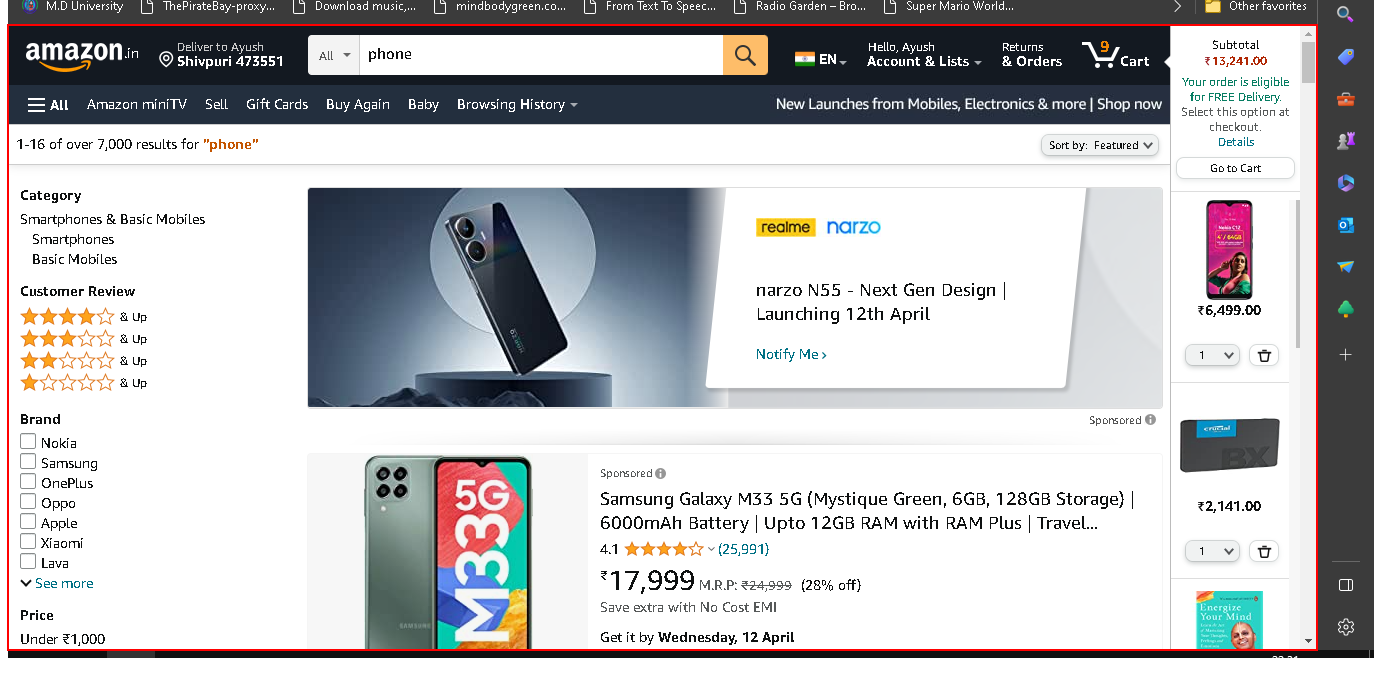 M.D University
ThePirateBay-proxy...
Download music,...
mindbodygreen.co...
From Text To Speec...
Radio Garden – Bro...
Super Mario World...
Other favorites
amazon.in
Deliver to Ayush
Shivpuri 473551
All
phone
EN
Hello, Ayush
Account & Lists
Returns
& Orders
9
Cart
All
Amazon miniTV
Sell
Gift Cards
Buy Again
Baby
Browsing History
New Launches from Mobiles, Electronics & more | Shop now
1-16 of over 7,000 results for "phone"
Sort by: Featured
Category
Smartphones & Basic Mobiles
Smartphones
Basic Mobiles
Customer Review
& Up
& Up
& Up
& Up
Brand
Nokia
Samsung
OnePlus
Oppo
Apple
Xiaomi
Lava
See more
Price
Under ₹1,000
realme narzo
narzo N55 - Next Gen Design |
Launching 12th April
Notify Me ›
Sponsored
5G
M33 5G
SAMSUNG
Sponsored
Samsung Galaxy M33 5G (Mystique Green, 6GB, 128GB Storage) |
6000mAh Battery | Upto 12GB RAM with RAM Plus | Travel...
4.1
(25,991)
₹17,999 M.R.P: ₹24,999 (28% off)
Save extra with No Cost EMI
Get it by Wednesday, 12 April
Subtotal
₹13,241.00
Your order is eligible
for FREE Delivery.
Select this option at
checkout.
Details
Go to Cart
Nokia C12
₹6,499.00
1
crucial
BX
₹2,141.00
1
Energize
Your Mind